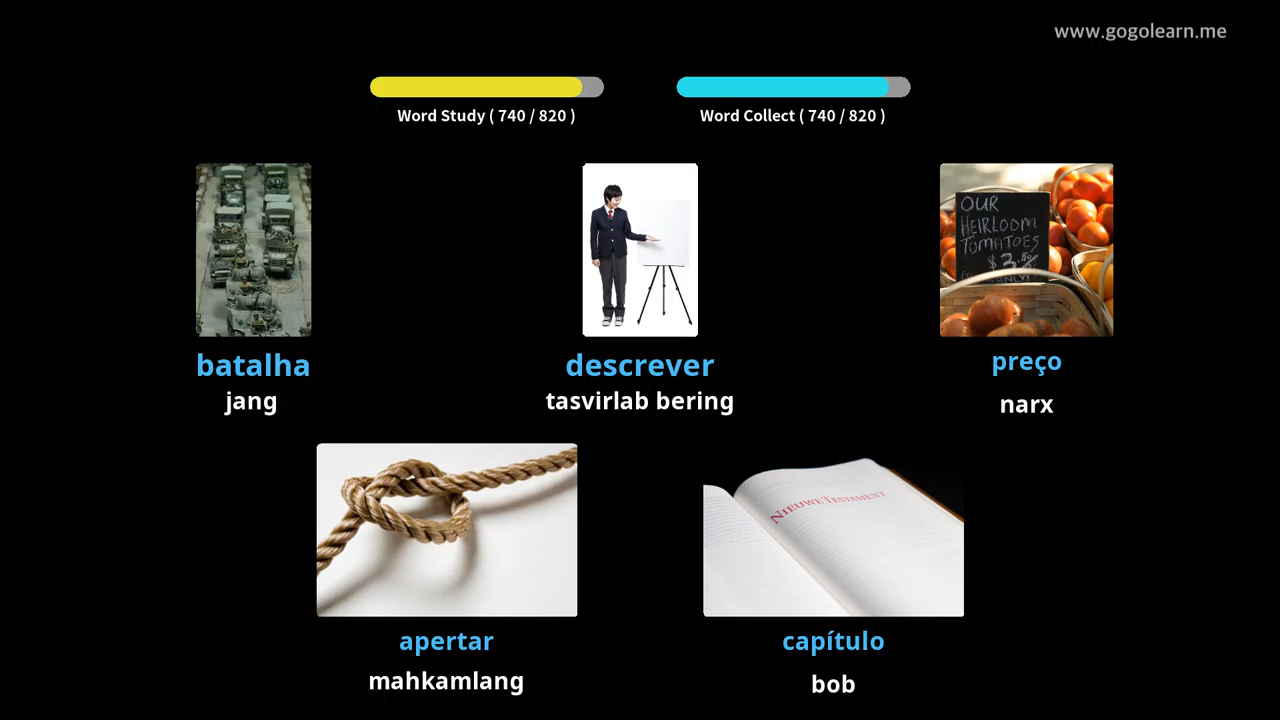 www.gogolearn.me
Word Study ( 740 / 820 )
Word Collect ( 740 / 820 )
OUR
HEIRLOOM
TOMATOES
batalha
jang
descrever
tasvirlab bering
preço
narx
NIEUWE TESTAMENT
apertar
mahkamlang
capítulo
bob